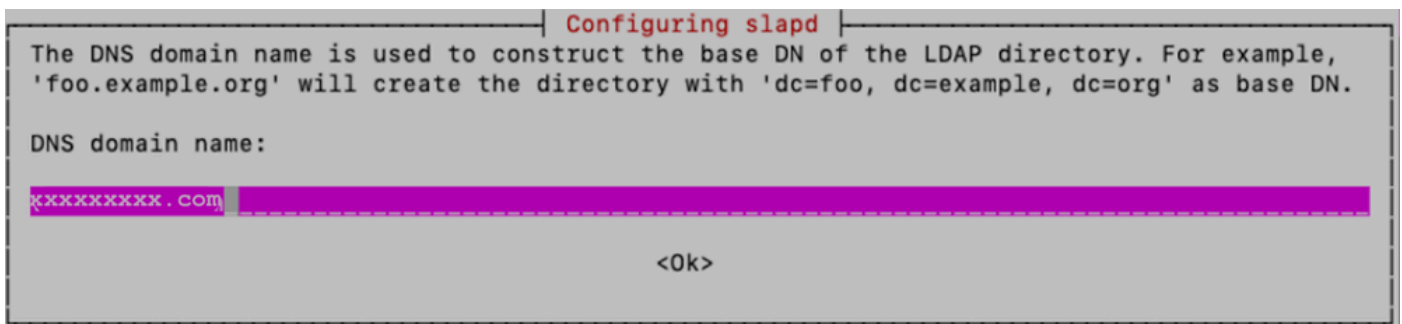 Configuring slapd
The DNS domain name is used to construct the base DN of the LDAP directory. For example,
'foo.example.org' will create the directory with 'dc=foo, dc=example, dc=org' as base DN.
DNS domain name:
xxxxxxxxxx.com
<Ok>